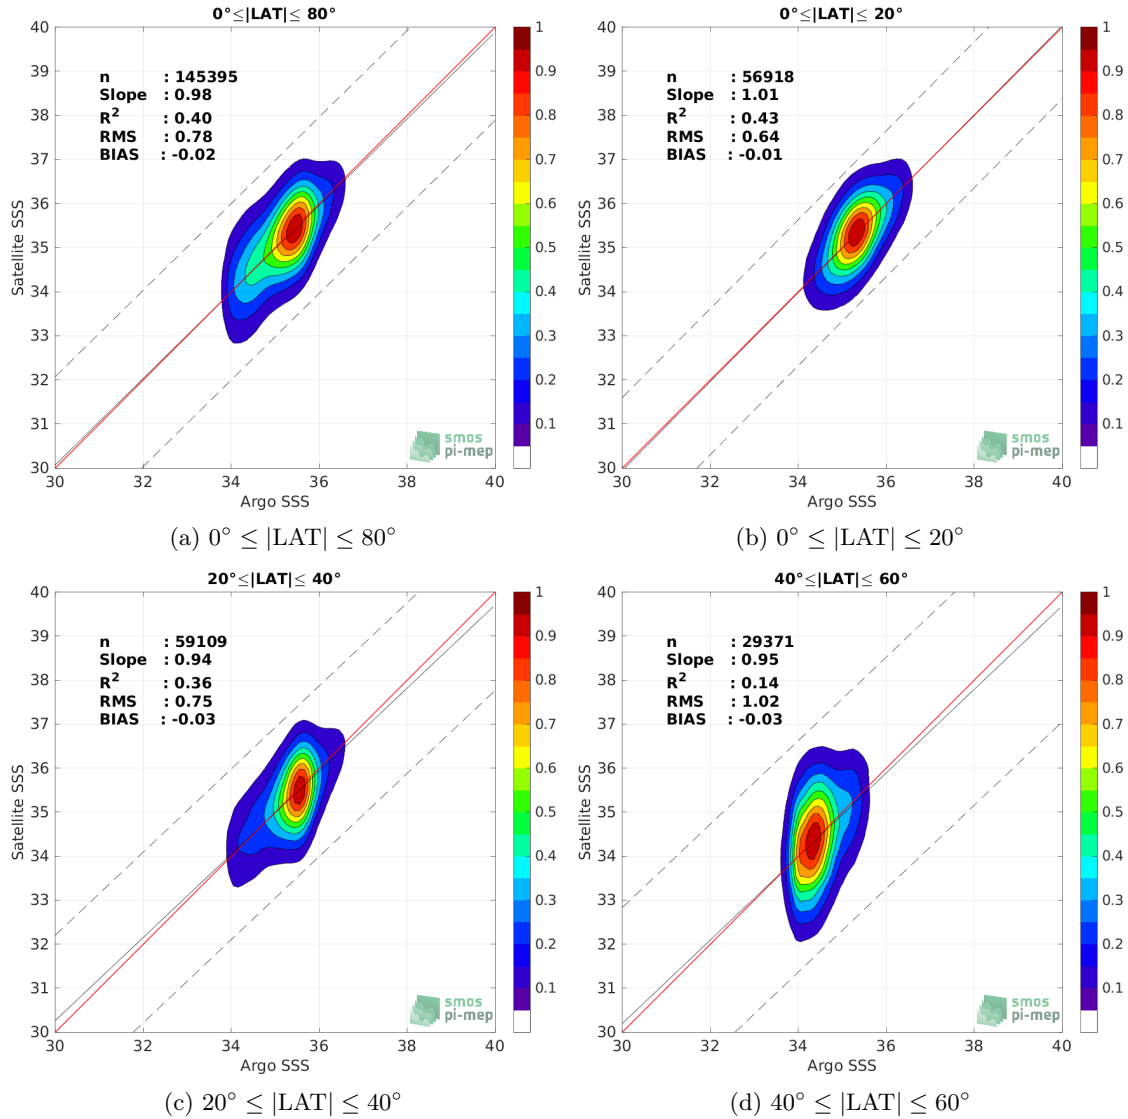 0°≤|LAT|≤ 80°
n : 145395
Slope : 0.98
R² : 0.40
RMS : 0.78
BIAS : -0.02
40
39
38
37
36
35
34
33
32
31
30
Satellite SSS
30 32 34 36 38 40
Argo SSS
1
0.9
0.8
0.7
0.6
0.5
0.4
0.3
0.2
0.1
smos
pi-mep
(a) 0° ≤ |LAT| ≤ 80°
0°≤|LAT|≤ 20°
n : 56918
Slope : 1.01
R² : 0.43
RMS : 0.64
BIAS : -0.01
40
39
38
37
36
35
34
33
32
31
30
Satellite SSS
30 32 34 36 38 40
Argo SSS
1
0.9
0.8
0.7
0.6
0.5
0.4
0.3
0.2
0.1
smos
pi-mep
(b) 0° ≤ |LAT| ≤ 20°
20°≤|LAT|≤ 40°
n : 59109
Slope : 0.94
R² : 0.36
RMS : 0.75
BIAS : -0.03
40
39
38
37
36
35
34
33
32
31
30
Satellite SSS
30 32 34 36 38 40
Argo SSS
1
0.9
0.8
0.7
0.6
0.5
0.4
0.3
0.2
0.1
smos
pi-mep
(c) 20° ≤ |LAT| ≤ 40°
40°≤|LAT|≤ 60°
n : 29371
Slope : 0.95
R² : 0.14
RMS : 1.02
BIAS : -0.03
40
39
38
37
36
35
34
33
32
31
30
Satellite SSS
30 32 34 36 38 40
Argo SSS
1
0.9
0.8
0.7
0.6
0.5
0.4
0.3
0.2
0.1
smos
pi-mep
(d) 40° ≤ |LAT| ≤ 60°